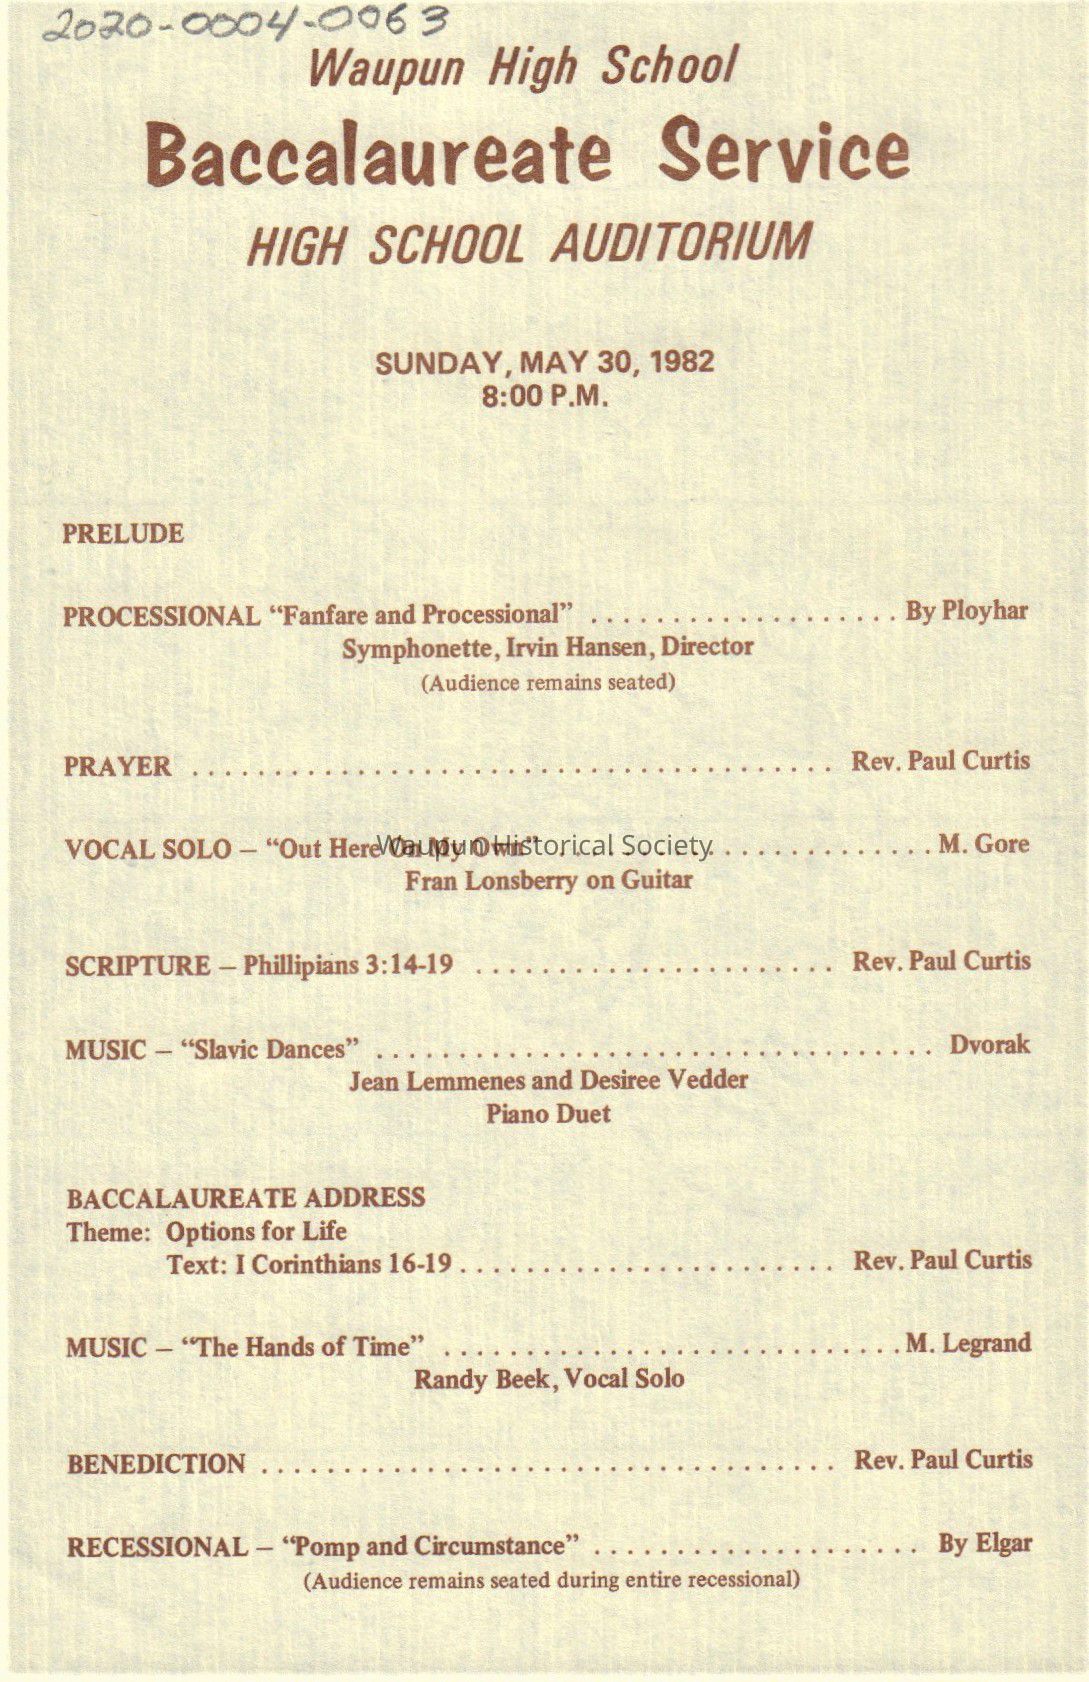 2020-0004-0063
Waupun High School
Baccalaureate Service
HIGH SCHOOL AUDITORIUM
SUNDAY, MAY 30, 1982
8:00 P.M.
PRELUDE
PROCESSIONAL “Fanfare and Processional” . . . . . . . . . . . . . . . . . . . By Ployhar
Symphonette, Irvin Hansen, Director
(Audience remains seated)
PRAYER . . . . . . . . . . . . . . . . . . . . . . . . . . . . . . . . . . . . . . . Rev. Paul Curtis
VOCAL SOLO – “Out Here On My Own” . . . . . . . . . . . . . . . . . . . . . . . M. Gore
Waupun Historical Society
Fran Lonsberry on Guitar
SCRIPTURE – Phillipians 3:14-19 . . . . . . . . . . . . . . . . . . . . . . Rev. Paul Curtis
MUSIC – “Slavic Dances” . . . . . . . . . . . . . . . . . . . . . . . . . . . . . . . . . . Dvorak
Jean Lemmenes and Desiree Vedder
Piano Duet
BACCALAUREATE ADDRESS
Theme: Options for Life
Text: I Corinthians 16-19 . . . . . . . . . . . . . . . . . . . . . . . Rev. Paul Curtis
MUSIC – “The Hands of Time” . . . . . . . . . . . . . . . . . . . . . . . . . . . . M. Legrand
Randy Beek, Vocal Solo
BENEDICTION . . . . . . . . . . . . . . . . . . . . . . . . . . . . . . . . . . . Rev. Paul Curtis
RECESSIONAL – “Pomp and Circumstance” . . . . . . . . . . . . . . . . . . . . By Elgar
(Audience remains seated during entire recessional)